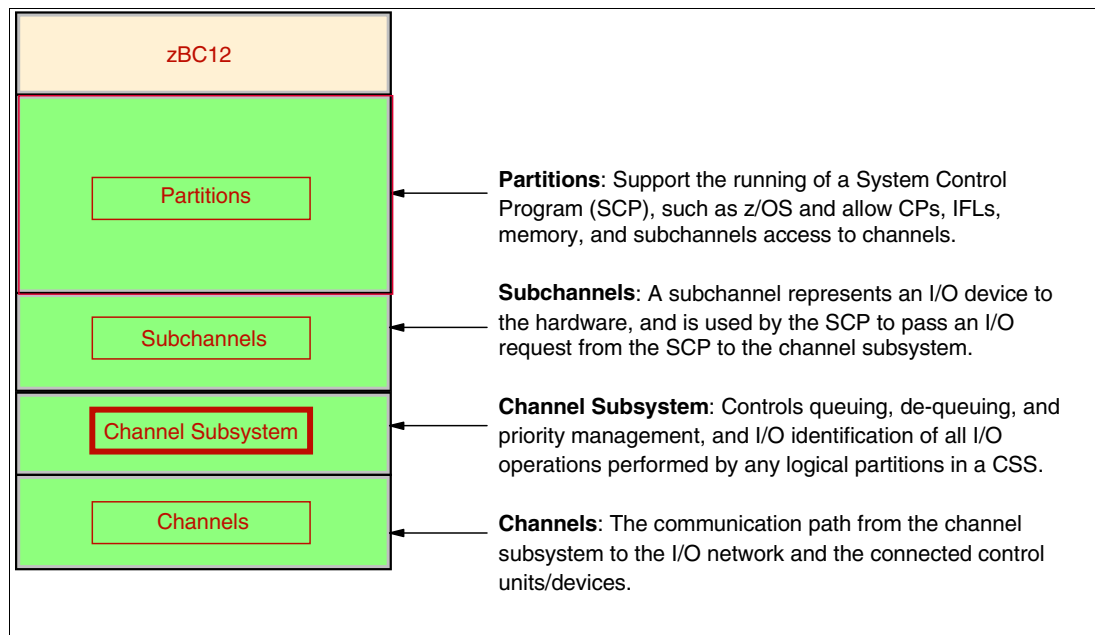 zBC12
Partitions
Partitions: Support the running of a System Control
Program (SCP), such as z/OS and allow CPs, IFLs,
memory, and subchannels access to channels.
Subchannels
Subchannels: A subchannel represents an I/O device to
the hardware, and is used by the SCP to pass an I/O
request from the SCP to the channel subsystem.
Channel Subsystem
Channel Subsystem: Controls queuing, de-queuing, and
priority management, and I/O identification of all I/O
operations performed by any logical partitions in a CSS.
Channels
Channels: The communication path from the channel
subsystem to the I/O network and the connected control
units/devices.